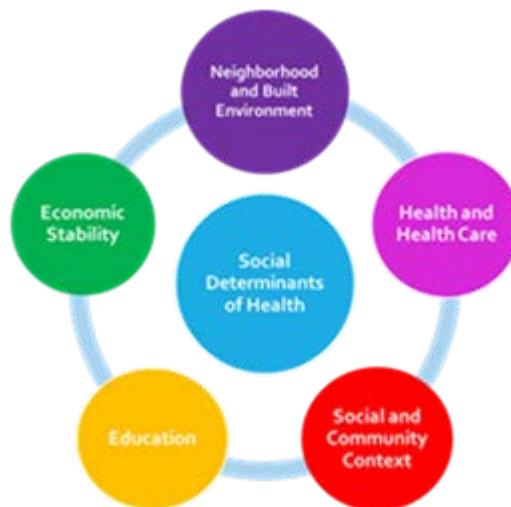 Neighborhood
and Built
Environment
Economic
Stability
Health and
Health Care
Social
Determinants
of Health
Education
Social and
Community
Context